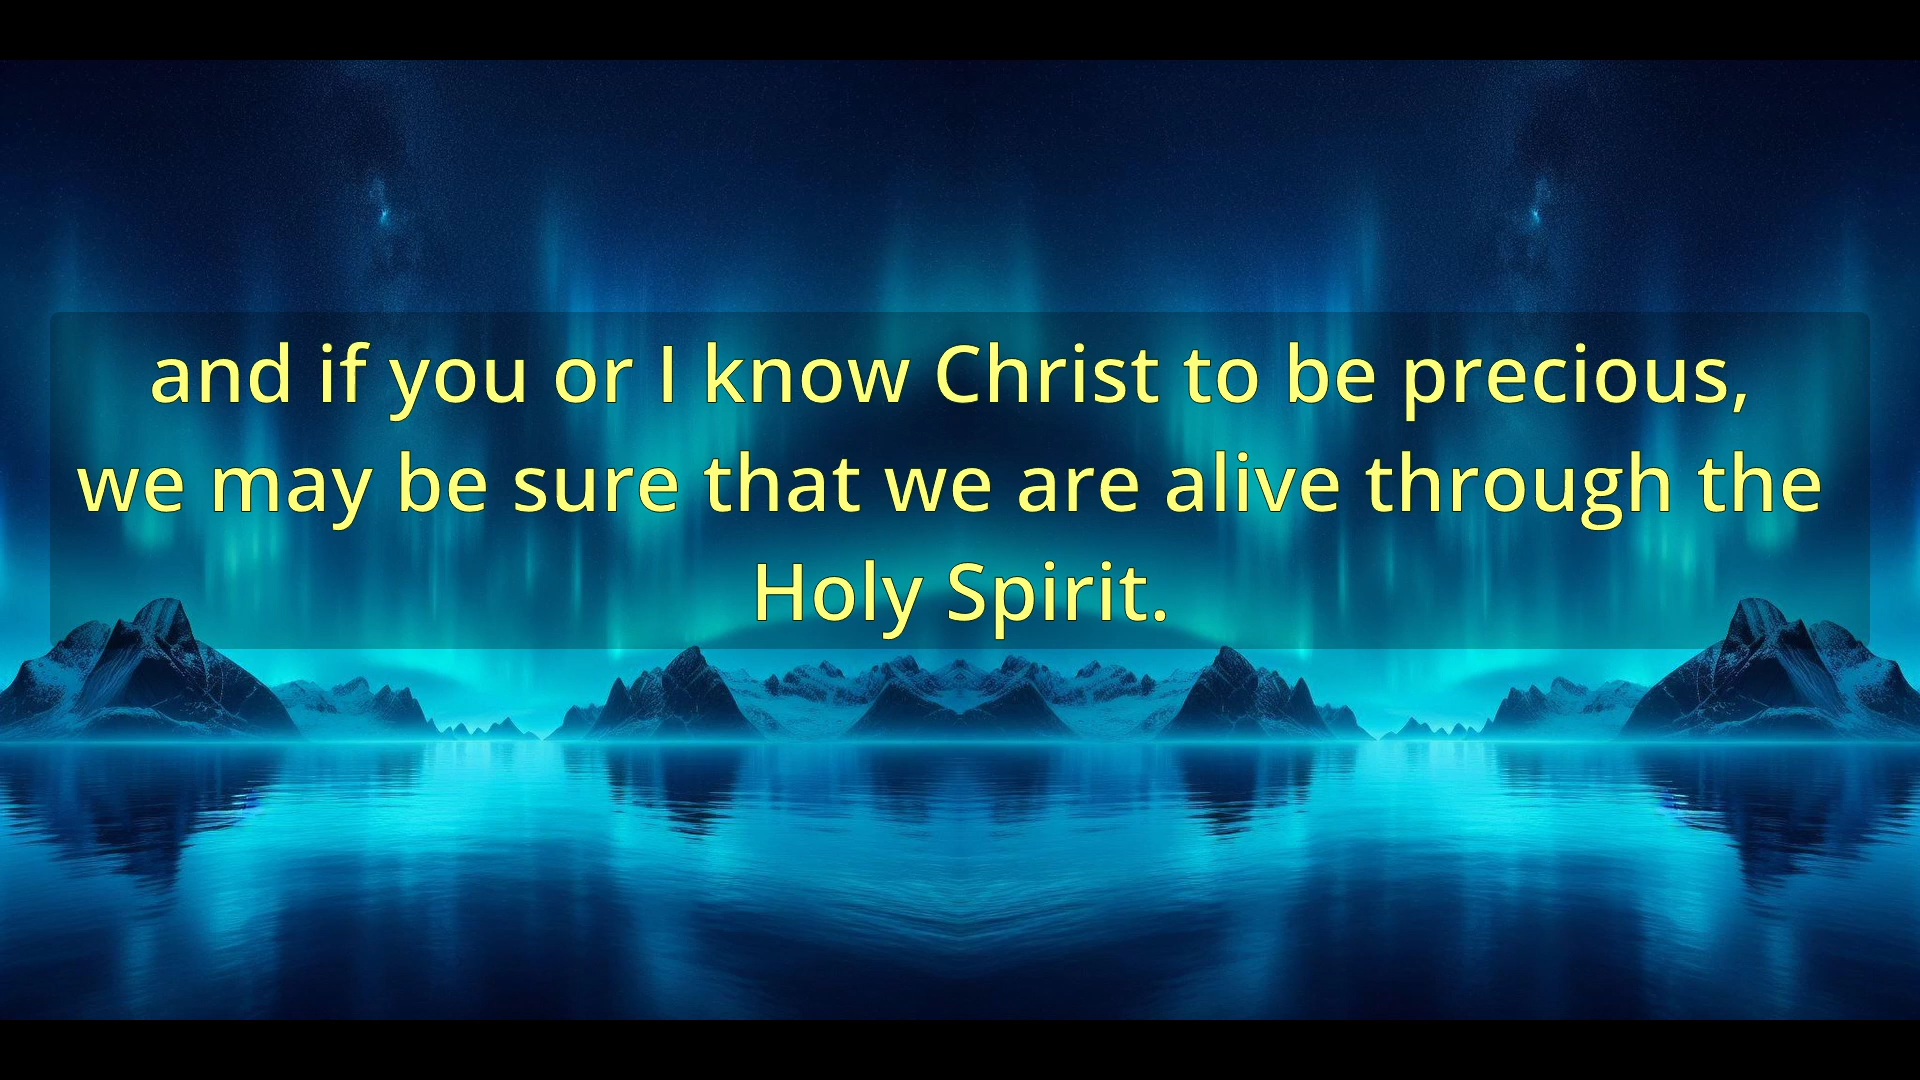 and if you or I know Christ to be precious,
we may be sure that we are alive through the
Holy Spirit.